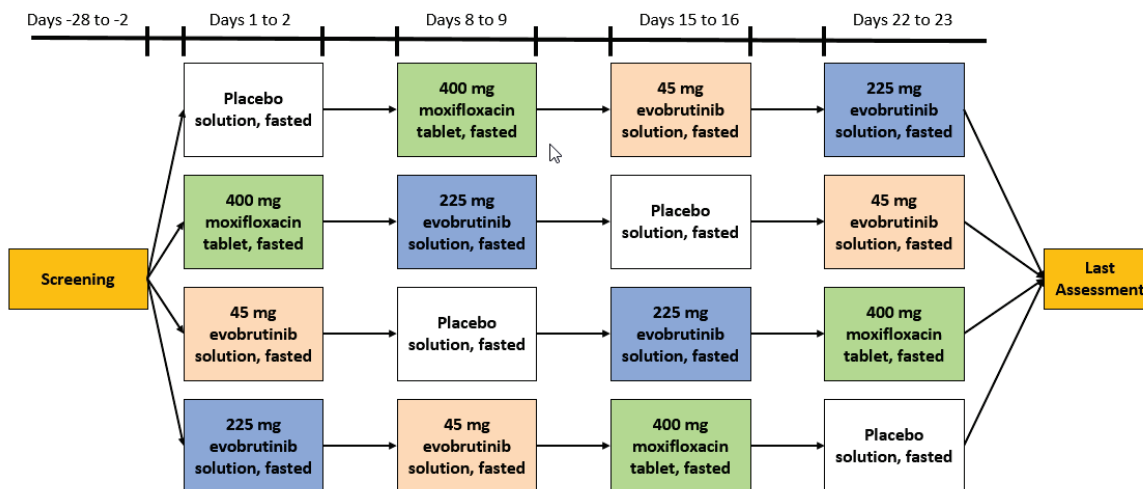 Days -28 to -2
Days 1 to 2
Days 8 to 9
Days 15 to 16
Days 22 to 23
Placebo
solution, fasted
400 mg
moxifloxacin
tablet, fasted
45 mg
evobrutinib
solution, fasted
225 mg
evobrutinib
solution, fasted
400 mg
moxifloxacin
tablet, fasted
225 mg
evobrutinib
solution, fasted
Placebo
solution, fasted
45 mg
evobrutinib
solution, fasted
Screening
Last
Assessment
45 mg
evobrutinib
solution, fasted
Placebo
solution, fasted
225 mg
evobrutinib
solution, fasted
400 mg
moxifloxacin
tablet, fasted
225 mg
evobrutinib
solution, fasted
45 mg
evobrutinib
solution, fasted
400 mg
moxifloxacin
tablet, fasted
Placebo
solution, fasted